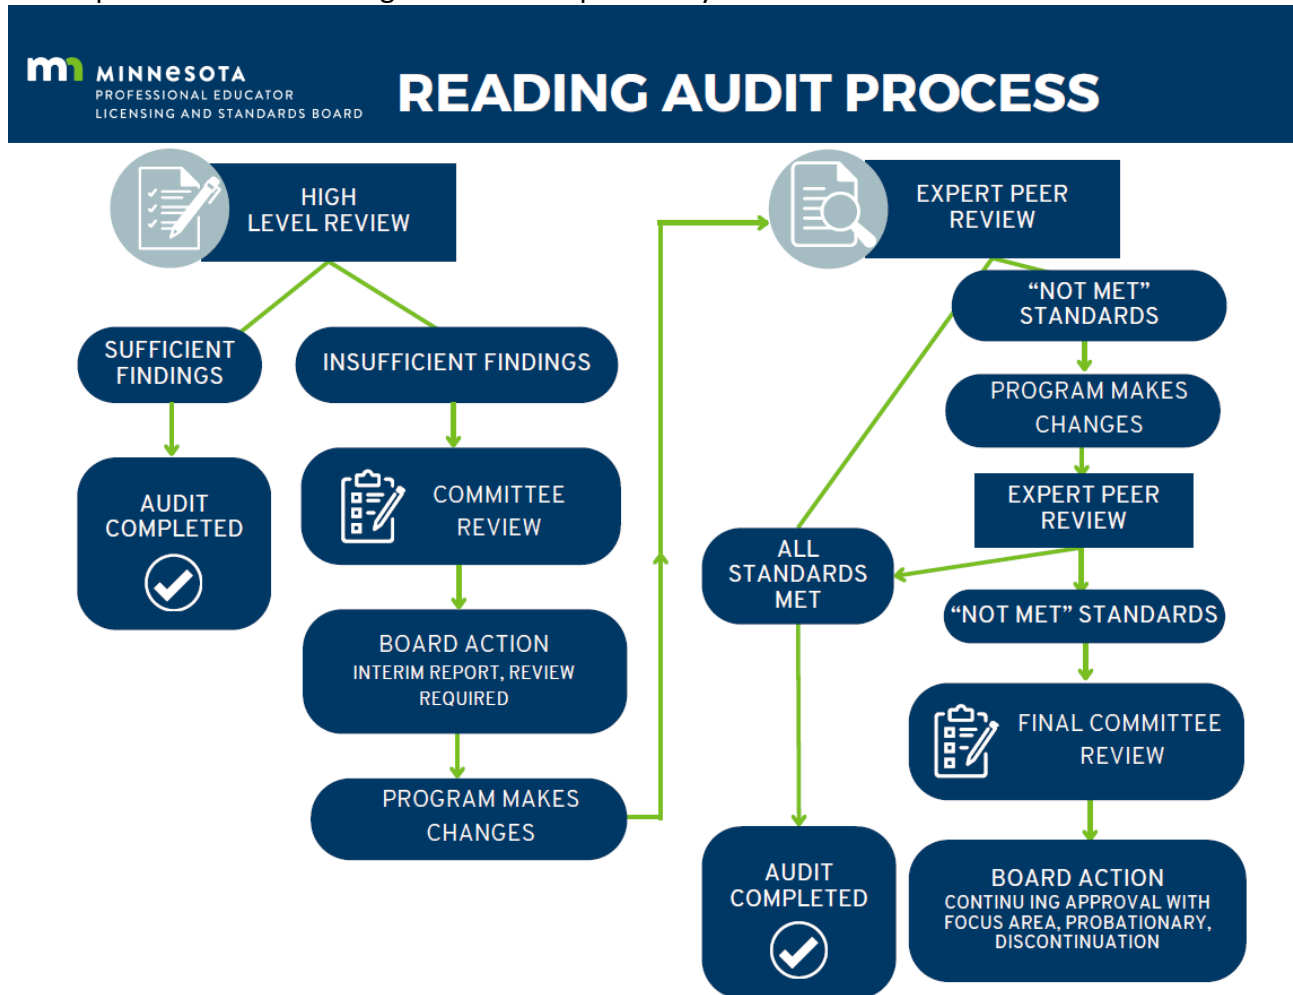 MINNESOTA
PROFESSIONAL EDUCATOR
LICENSING AND STANDARDS BOARD
READING AUDIT PROCESS
HIGH
LEVEL REVIEW
SUFFICIENT
FINDINGS
AUDIT
COMPLETED
INSUFFICIENT FINDINGS
COMMITTEE
REVIEW
BOARD ACTION
INTERIM REPORT, REVIEW
REQUIRED
PROGRAM MAKES
CHANGES
EXPERT PEER
REVIEW
“NOT MET”
STANDARDS
PROGRAM MAKES
CHANGES
EXPERT PEER
REVIEW
ALL
STANDARDS
MET
AUDIT
COMPLETED
“NOT MET” STANDARDS
FINAL COMMITTEE
REVIEW
BOARD ACTION
CONTINU ING APPROVAL WITH
FOCUS AREA, PROBATIONARY,
DISCONTINUATION